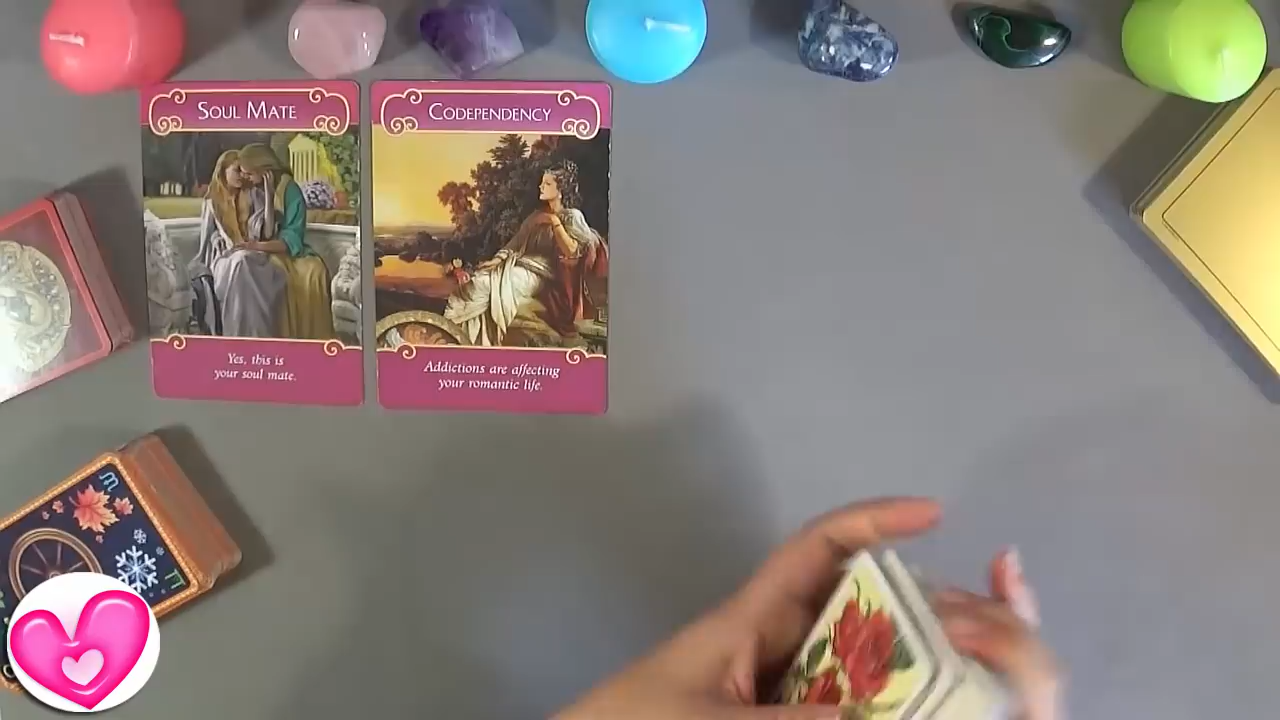 SOUL MATE
Yes, this is
your soul mate.
CODEPENDENCY
Addictions are affecting
your romantic life.